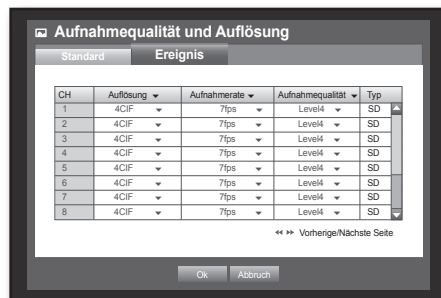 Aufnahmequalität und Auflösung
Standard Ereignis
CH Auflösung Aufnahmerate Aufnahmequalität Typ
1 4CIF 7fps Level4 SD
2 4CIF 7fps Level4 SD
3 4CIF 7fps Level4 SD
4 4CIF 7fps Level4 SD
5 4CIF 7fps Level4 SD
6 4CIF 7fps Level4 SD
7 4CIF 7fps Level4 SD
8 4CIF 7fps Level4 SD
Vorherige/Nächste Seite
Ok Abbruch